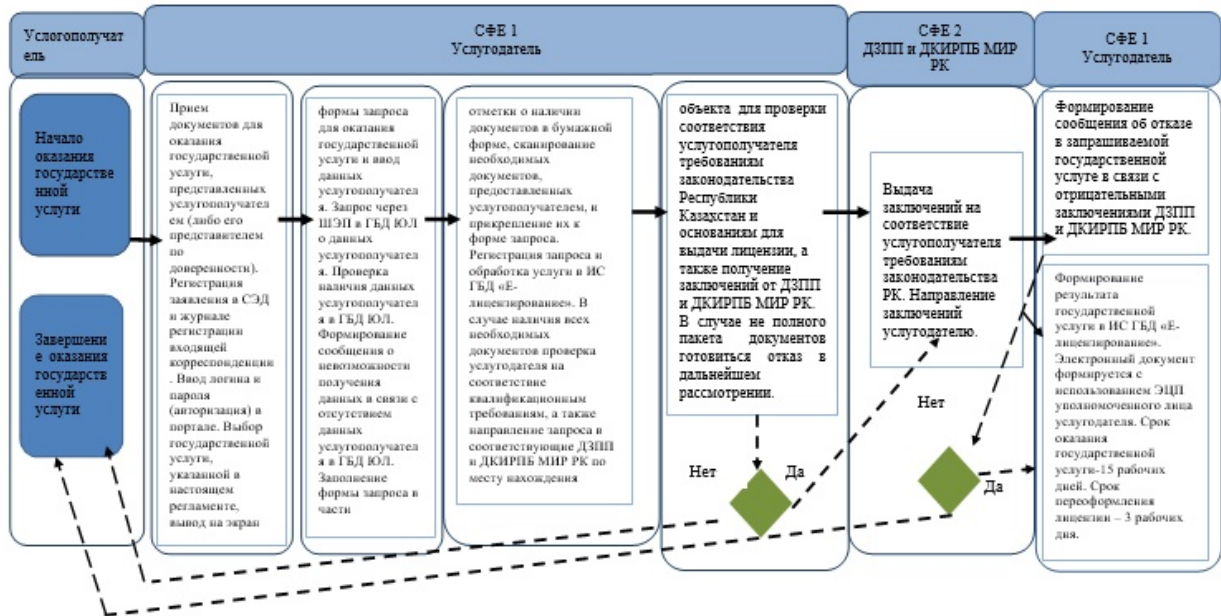 Услогополучат
ель
СФЕ 1
Услугодатель
СФЕ 2
ДЗПП и ДКИРПБ МИР
РК
СФЕ 1
Услугодатель
Начало
оказания
государстве
нной
услуги
Завершени
е оказания
государств
енной
услуги
Прием
документов для
оказания
государственной
услуги,
представленных
услугополучател
ем (либо его
представителем
по
доверенности).
Регистрация
заявления в СЭД
и журнале
регистрации
входящей
корреспонденции
. Ввод логина и
пароля
(авторизация) в
портале. Выбор
государственной
услуги,
указанной в
настоящем
регламенте,
вывод на экран
формы запроса
для оказания
государственной
услуги и ввод
данных
услугополучател
я. Запрос через
ШЭП в ГБД ЮЛ
о данных
услугополучател
я. Проверка
наличия данных
услугополучател
я в ГБД ЮЛ.
Формирование
сообщения о
невозможности
получения
данных в связи с
отсутствием
данных
услугополучател
я в ГБД ЮЛ.
Заполнение
формы запроса в
части
отметки о наличии
документов в бумажной
форме, сканирование
необходимых
документов,
предоставленных
услугополучателем, и
прикрепление их к
форме запроса.
Регистрация запроса и
обработка услуги в ИС
ГБД «Е-
лицензирование». В
случае наличия всех
необходимых
документов проверка
услугодателя на
соответствие
квалификационным
требованиям, а также
направление запроса в
соответствующие ДЗПП
и ДКИРПБ МИР РК по
месту нахождения
объекта для проверки
соответствия
услугополучателя
требованиям
законодательства
Республики
Казахстан и
основаниям для
выдачи лицензии, а
также получение
заключений от ДЗПП
и ДКИРПБ МИР РК.
В случае не полного
пакета документов
готовиться отказ в
дальнейшем
рассмотрении.
Нет
Да
Выдача
заключений на
соответствие
услугополучателя
требованиям
законодательства
РК. Направление
заключений
услугодателю.
Нет
Да
Формирование
сообщения об отказе
в запрашиваемой
государственной
услуге в связи с
отрицательными
заключениями ДЗПП
и ДКИРПБ МИР РК.
Формирование
результата
государственной
услуги в ИС ГБД «Е-
лицензирование».
Электронный документ
формируется с
использованием ЭЦП
уполномоченного лица
услугодателя. Срок
оказания
государственной
услуги-15 рабочих
дней. Срок
переоформления
лицензии – 3 рабочих
дня.